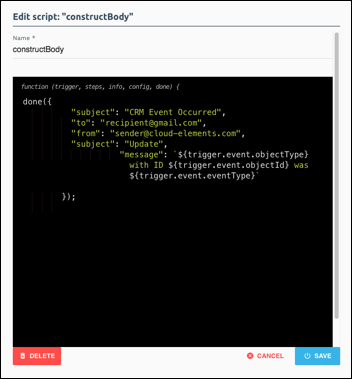 Edit script: "constructBody"
Name *
constructBody
function (trigger, steps, info, config, done) {
done({
"subject": "CRM Event Occurred",
"to": "recipient@gmail.com",
"from": "sender@cloud-elements.com",
"subject": "Update",
"message": `${trigger.event.objectType}
with ID ${trigger.event.objectId} was
${trigger.event.eventType}`
});
DELETE
CANCEL
SAVE